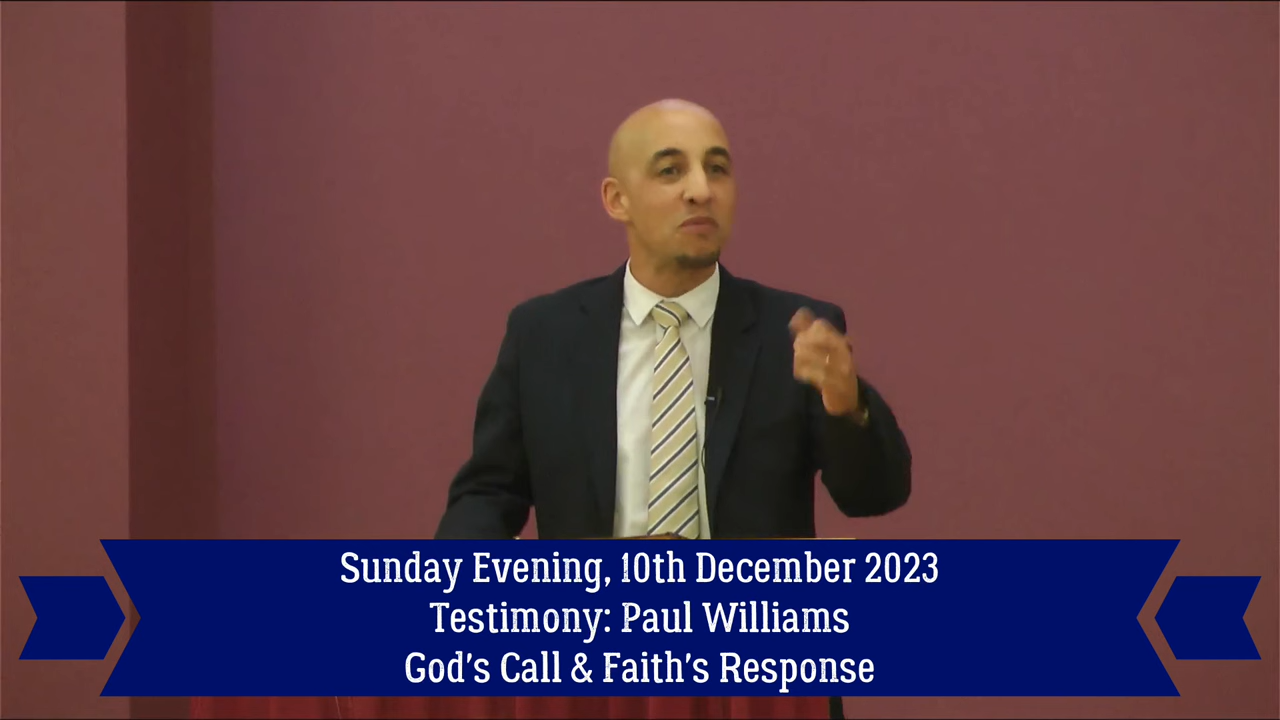 Sunday Evening, 10th December 2023
Testimony: Paul Williams
God's Call & Faith's Response